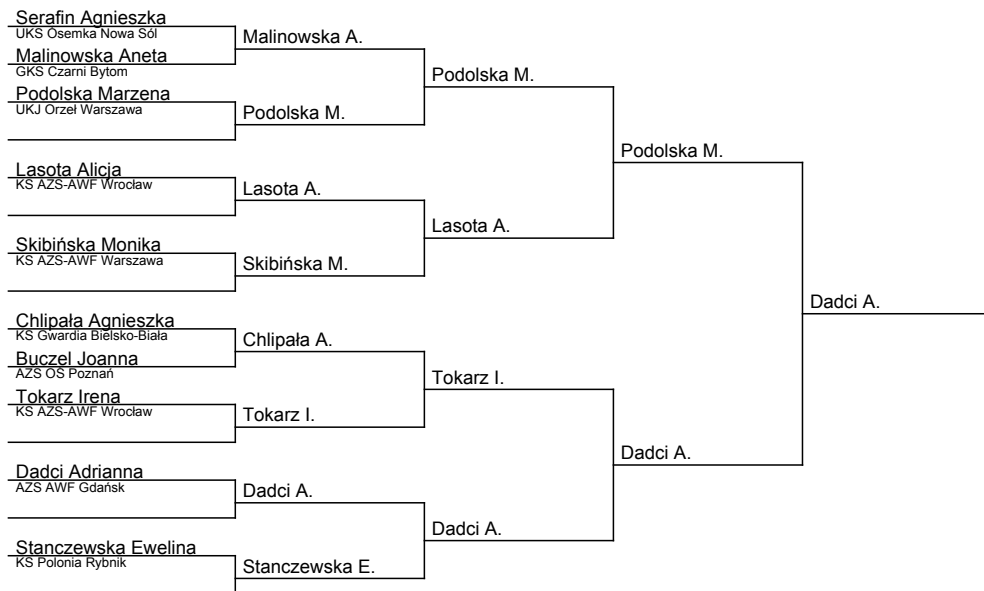 Serafin Agnieszka
UKS Ósemka Nowa Sól
Malinowska A.
Malinowska Aneta
GKS Czarni Bytom
Podolska M.
Podolska Marzena
UKJ Orzeł Warszawa
Podolska M.
Podolska M.
Lasota Alicja
KS AZS-AWF Wrocław
Lasota A.
Lasota A.
Skibińska Monika
KS AZS-AWF Warszawa
Skibińska M.
Dadci A.
Chlipała Agnieszka
KS Gwardia Bielsko-Biała
Chlipała A.
Buczel Joanna
AZS OŚ Poznań
Tokarz I.
Tokarz Irena
KS AZS-AWF Wrocław
Tokarz I.
Dadci A.
Dadci Adrianna
AZS AWF Gdańsk
Dadci A.
Dadci A.
Stanczewska Ewelina
KS Polonia Rybnik
Stanczewska E.